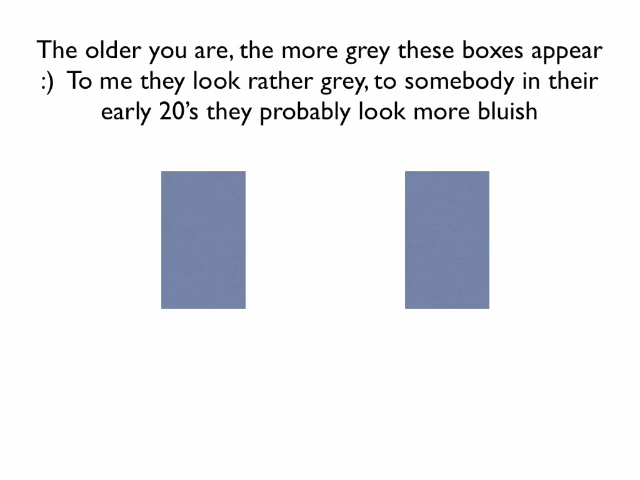 The older you are, the more grey these boxes appear
:) To me they look rather grey, to somebody in their
early 20’s they probably look more bluish